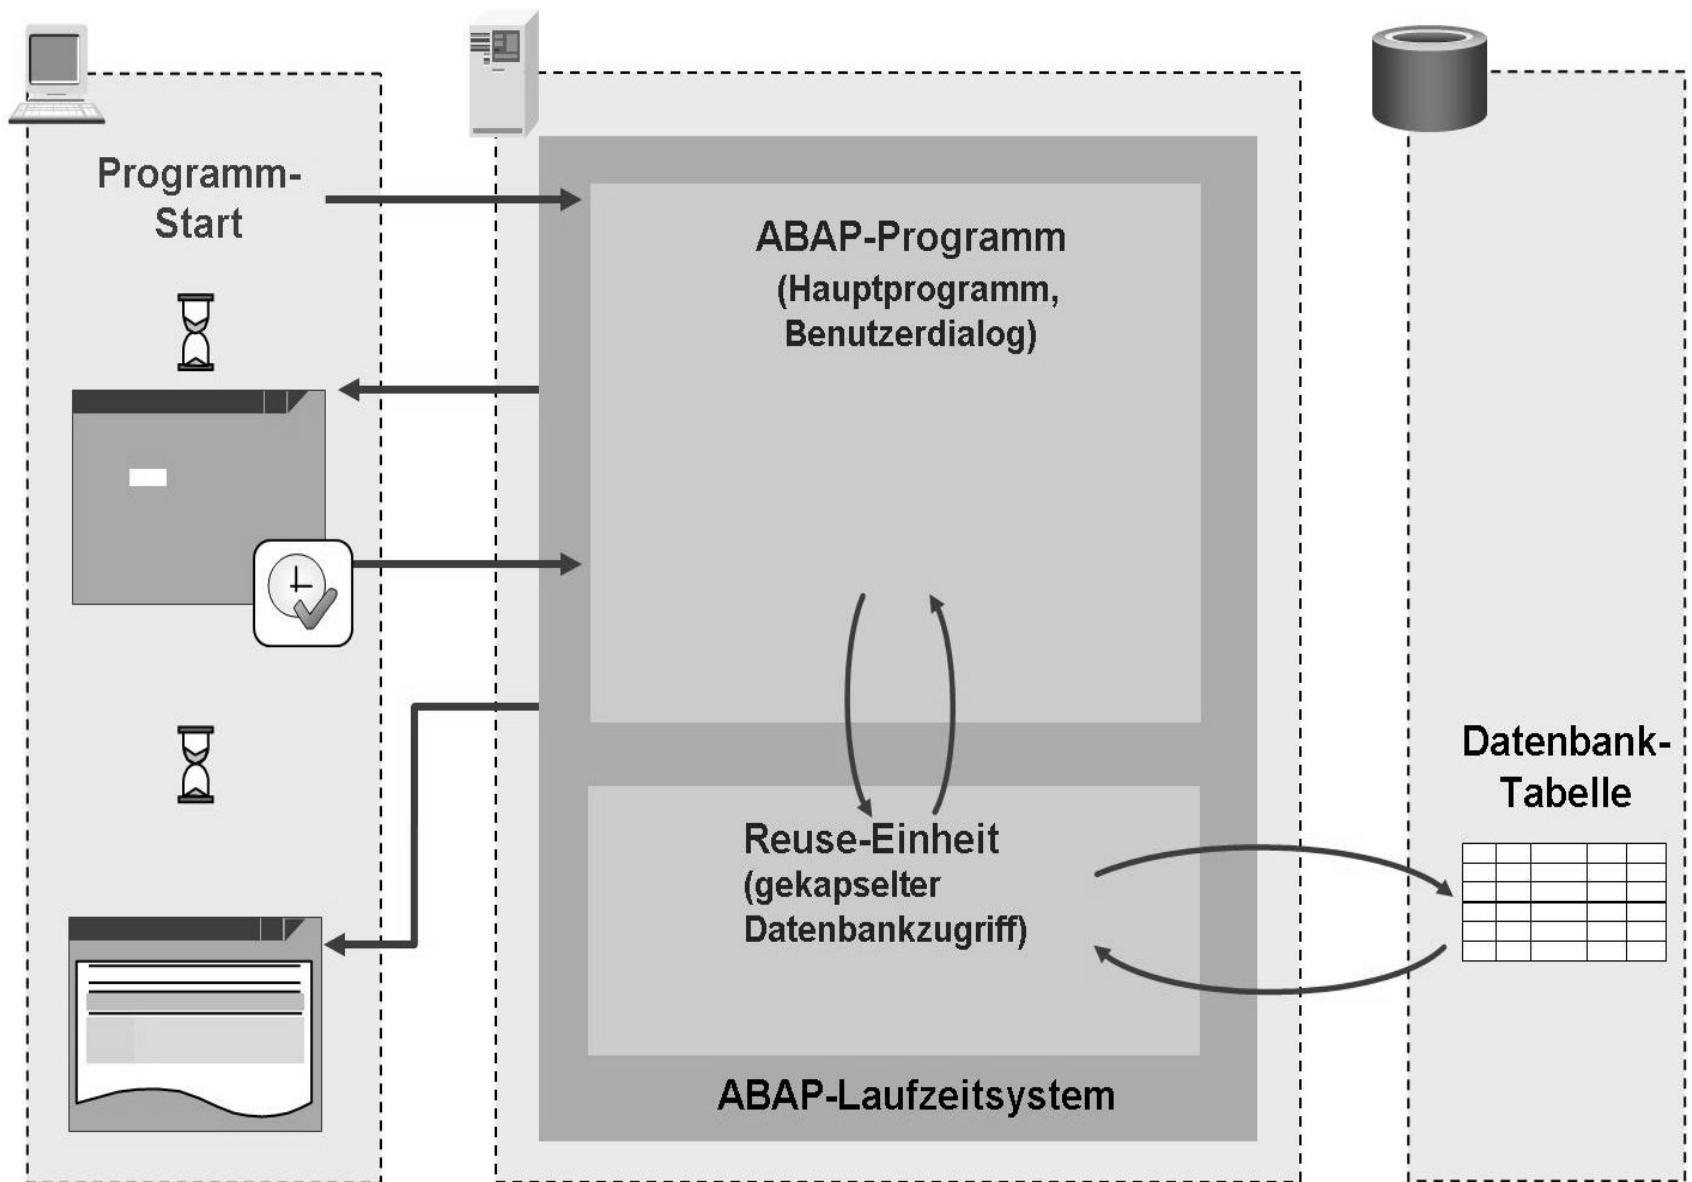 Programm-
Start
ABAP-Programm
(Hauptprogramm,
Benutzerdialog)
Datenbank-
Tabelle
Reuse-Einheit
(gekapselter
Datenbankzugriff)
ABAP-Laufzeitsystem